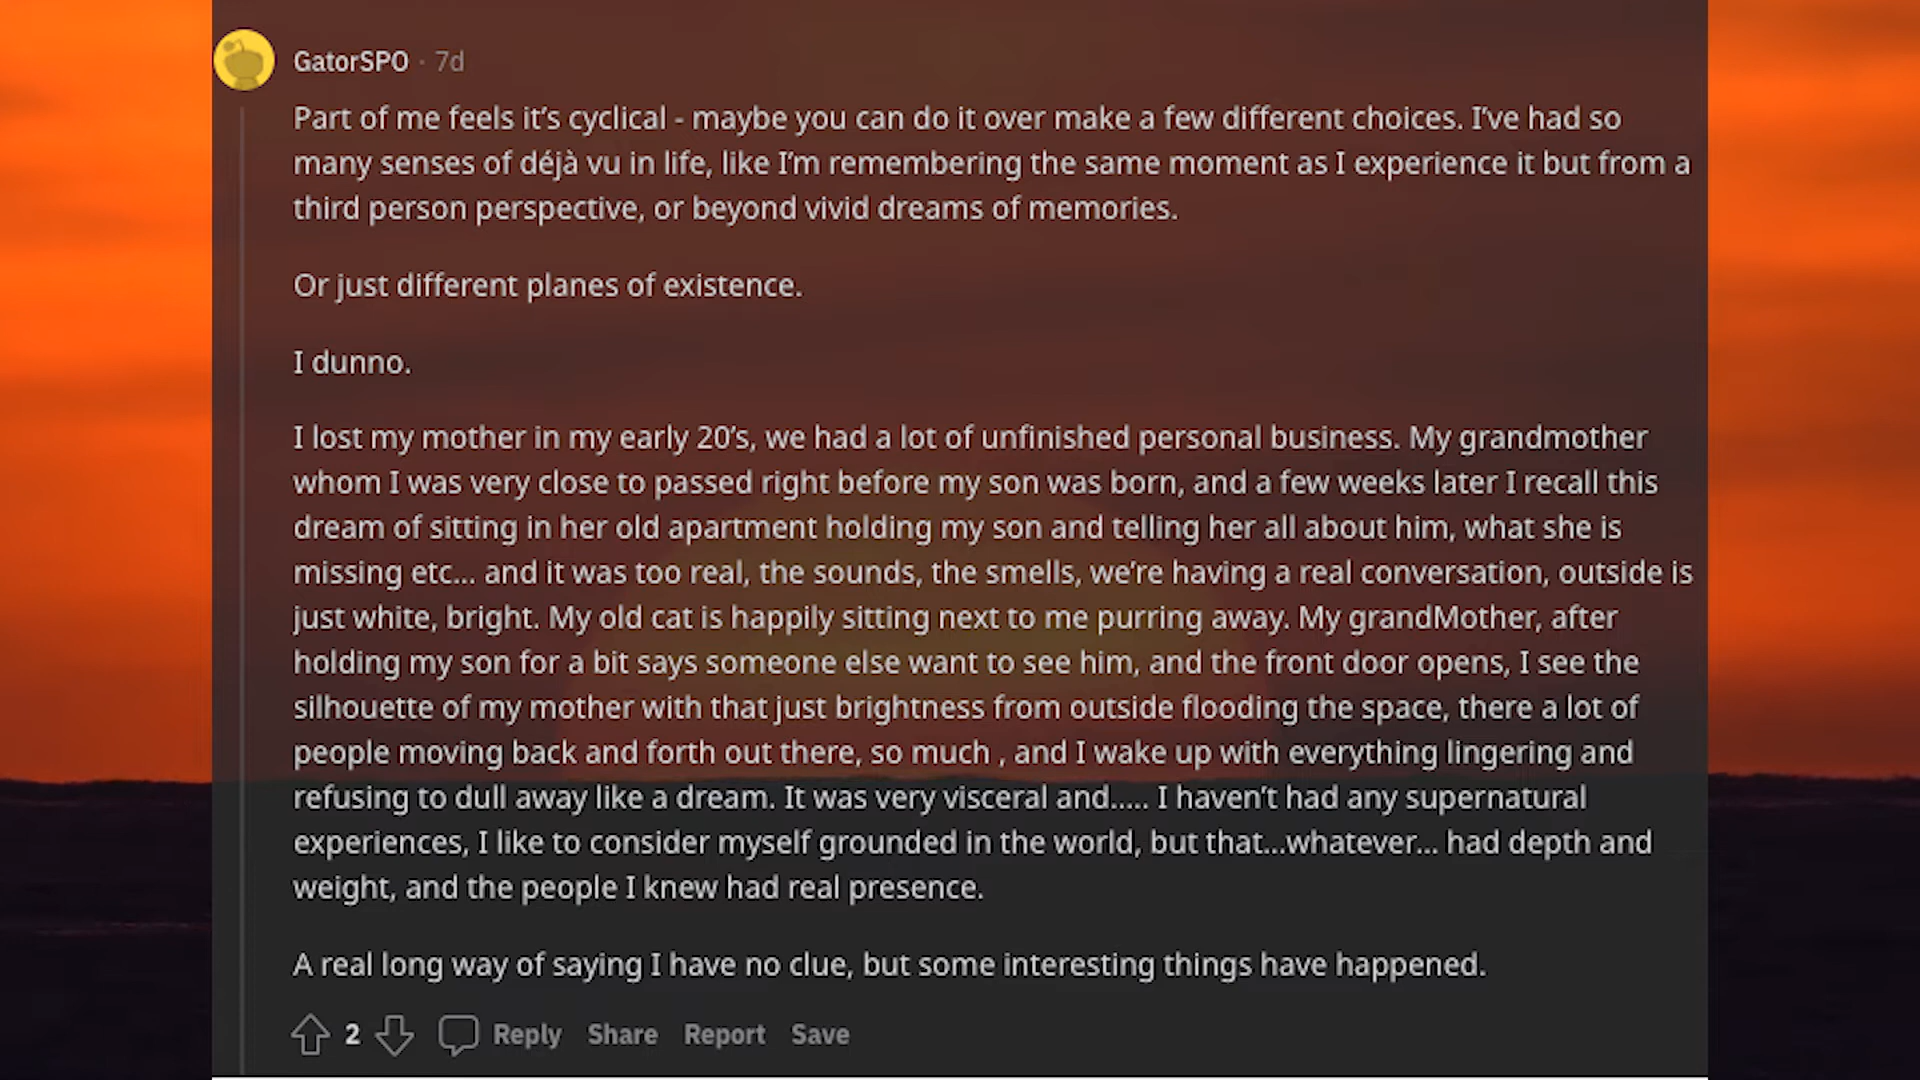 GatorSPO · 7d
Part of me feels it’s cyclical - maybe you can do it over make a few different choices. I’ve had so
many senses of déjà vu in life, like I’m remembering the same moment as I experience it but from a
third person perspective, or beyond vivid dreams of memories.
Or just different planes of existence.
I dunno.
I lost my mother in my early 20’s, we had a lot of unfinished personal business. My grandmother
whom I was very close to passed right before my son was born, and a few weeks later I recall this
dream of sitting in her old apartment holding my son and telling her all about him, what she is
missing etc... and it was too real, the sounds, the smells, we’re having a real conversation, outside is
just white, bright. My old cat is happily sitting next to me purring away. My grandMother, after
holding my son for a bit says someone else want to see him, and the front door opens, I see the
silhouette of my mother with that just brightness from outside flooding the space, there a lot of
people moving back and forth out there, so much , and I wake up with everything lingering and
refusing to dull away like a dream. It was very visceral and..... I haven’t had any supernatural
experiences, I like to consider myself grounded in the world, but that...whatever... had depth and
weight, and the people I knew had real presence.
A real long way of saying I have no clue, but some interesting things have happened.
2 Reply Share Report Save